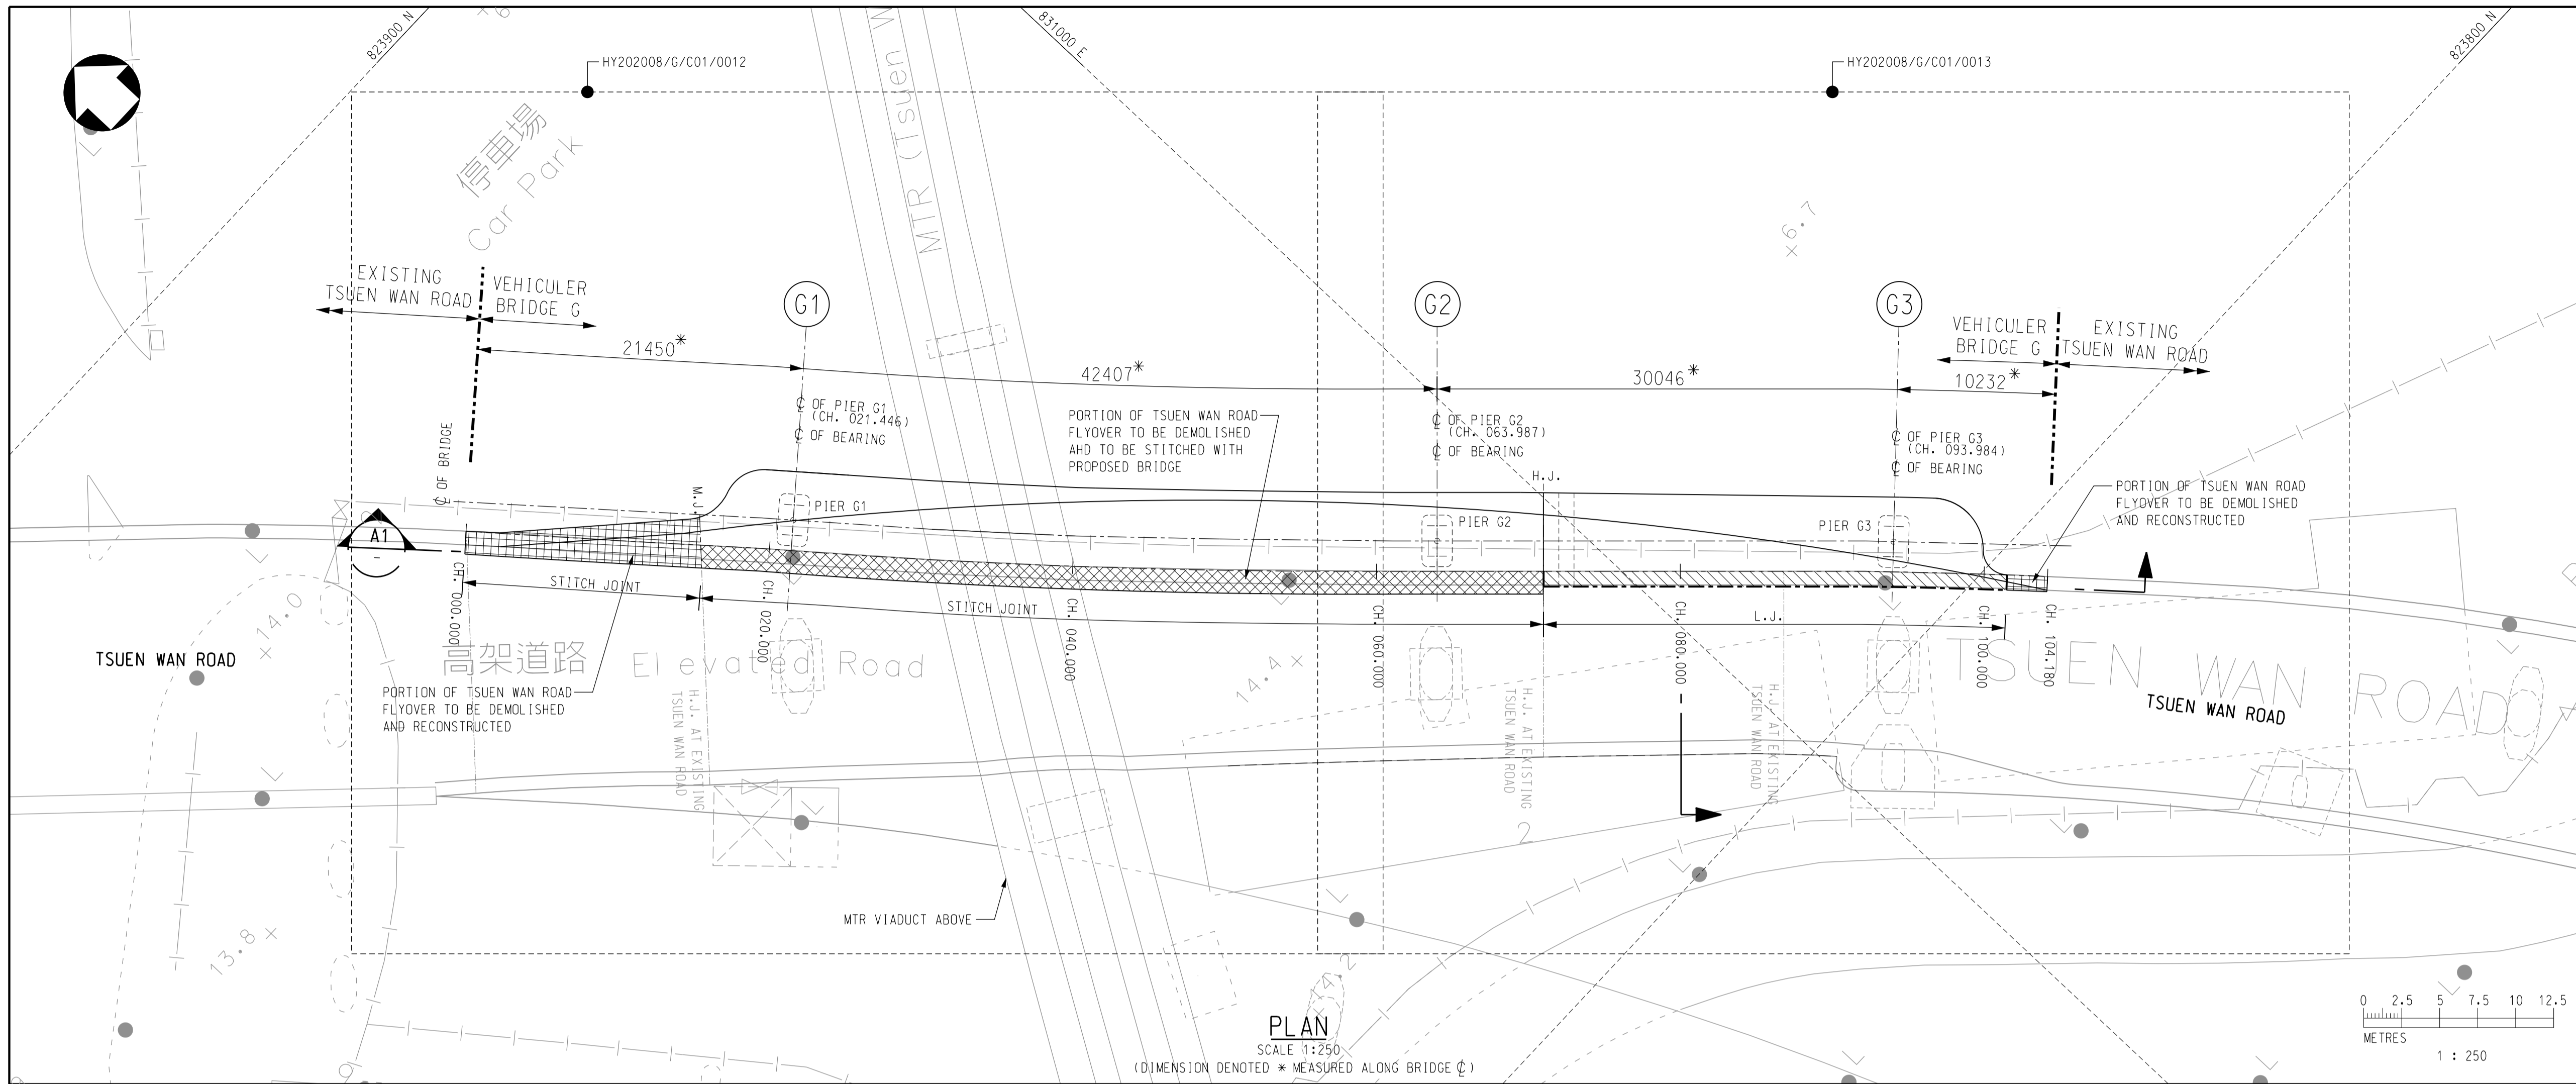 823900 N
831000 E
823800 N
HY202008/G/C01/0012
HY202008/G/C01/0013
停車場
Car Park
MTR (Tsuen W
6.7
EXISTING
TSUEN WAN ROAD
VEHICULER
BRIDGE G
G1
G2
G3
VEHICULER
BRIDGE G
EXISTING
TSUEN WAN ROAD
21450*
42407*
30046*
10232*
℄ OF PIER G1
(CH. 021.446)
℄ OF BEARING
PORTION OF TSUEN WAN ROAD
FLYOVER TO BE DEMOLISHED
AHD TO BE STITCHED WITH
PROPOSED BRIDGE
℄ OF PIER G2
(CH. 063.987)
℄ OF BEARING
℄ OF PIER G3
(CH. 093.984)
℄ OF BEARING
℄ OF BRIDGE
M.J.
H.J.
PIER G1
PIER G2
PIER G3
PORTION OF TSUEN WAN ROAD
FLYOVER TO BE DEMOLISHED
AND RECONSTRUCTED
A1
-
STITCH JOINT
STITCH JOINT
L.J.
CH. 000.000
CH. 020.000
CH. 040.000
CH. 060.000
CH. 080.000
CH. 100.000
CH. 104.180
14.0
高架道路
Elevated Road
14.4
TSUEN WAN ROAD
TSUEN WAN ROAD
TSUEN WAN ROAD
PORTION OF TSUEN WAN ROAD
FLYOVER TO BE DEMOLISHED
AND RECONSTRUCTED
H.J. AT EXISTING
TSUEN WAN ROAD
H.J. AT EXISTING
TSUEN WAN ROAD
H.J. AT EXISTING
TSUEN WAN ROAD
2
MTR VIADUCT ABOVE
13.8
14.2
PLAN
SCALE 1:250
(DIMENSION DENOTED * MEASURED ALONG BRIDGE ℄)
0 2.5 5 7.5 10 12.5
METRES
1 : 250